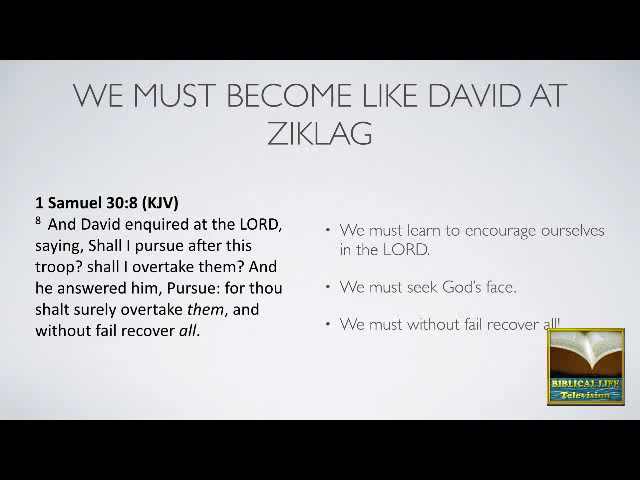 WE MUST BECOME LIKE DAVID AT
ZIKLAG
1 Samuel 30:8 (KJV)
8 And David enquired at the LORD,
saying, Shall I pursue after this
troop? shall I overtake them? And
he answered him, Pursue: for thou
shalt surely overtake them, and
without fail recover all.
• We must learn to encourage ourselves
in the LORD.
• We must seek God's face.
• We must without fail recover all!
BIBLICAL LIFE
Television